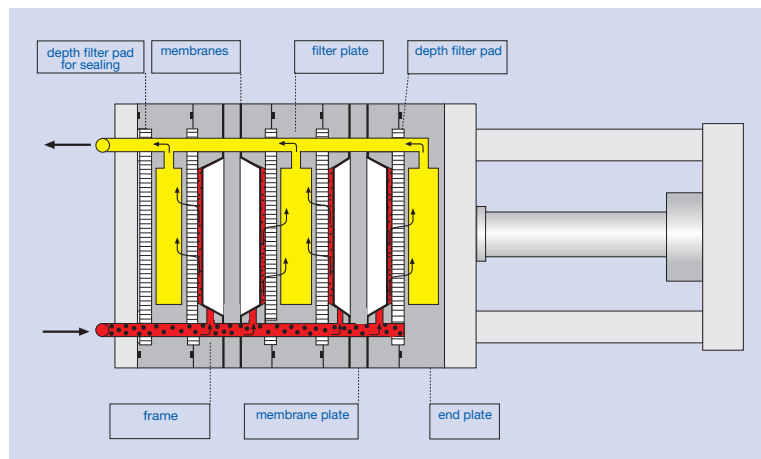 depth filter pad
for sealing
membranes
filter plate
depth filter pad
frame
membrane plate
end plate